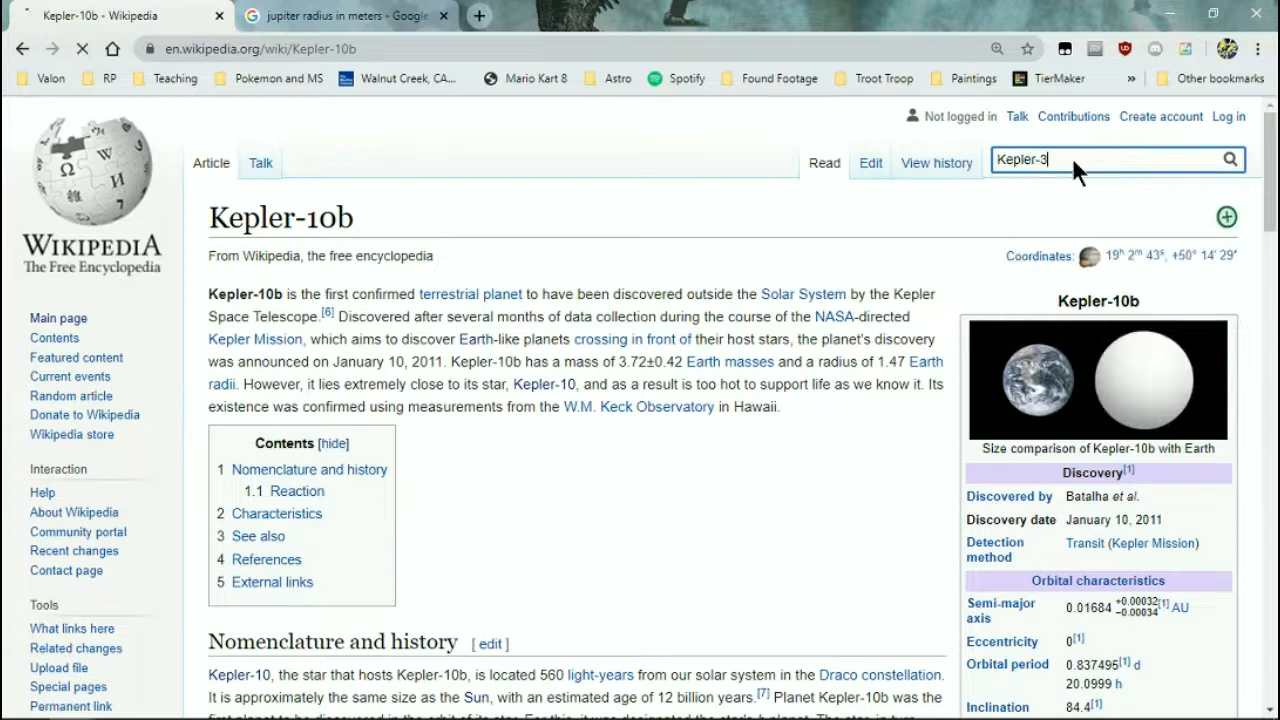 Kepler-10b - Wikipedia
jupiter radius in meters - Google
en.wikipedia.org/wiki/Kepler-10b
Valon RP Teaching Pokemon and MS Walnut Creek, CA... Mario Kart 8 Astro Spotify Found Footage Troot Troop Paintings TierMaker » Other bookmarks
Not logged in Talk Contributions Create account Log in
Article Talk Read Edit View history Kepler-3
WIKIPEDIA
The Free Encyclopedia
Main page
Contents
Featured content
Current events
Random article
Donate to Wikipedia
Wikipedia store
Interaction
Help
About Wikipedia
Community portal
Recent changes
Contact page
Tools
What links here
Related changes
Upload file
Special pages
Permanent link
Kepler-10b
From Wikipedia, the free encyclopedia
Coordinates: 19h 2m 43s, +50° 14′ 29″
Kepler-10b is the first confirmed terrestrial planet to have been discovered outside the Solar System by the Kepler
Space Telescope.[6] Discovered after several months of data collection during the course of the NASA-directed
Kepler Mission, which aims to discover Earth-like planets crossing in front of their host stars, the planet's discovery
was announced on January 10, 2011. Kepler-10b has a mass of 3.72±0.42 Earth masses and a radius of 1.47 Earth
radii. However, it lies extremely close to its star, Kepler-10, and as a result is too hot to support life as we know it. Its
existence was confirmed using measurements from the W.M. Keck Observatory in Hawaii.
Contents [hide]
1 Nomenclature and history
1.1 Reaction
2 Characteristics
3 See also
4 References
5 External links
Nomenclature and history [ edit ]
Kepler-10, the star that hosts Kepler-10b, is located 560 light-years from our solar system in the Draco constellation.
It is approximately the same size as the Sun, with an estimated age of 12 billion years.[7] Planet Kepler-10b was the
Kepler-10b
Size comparison of Kepler-10b with Earth
Discovery[1]
Discovered by Batalha et al.
Discovery date January 10, 2011
Detection method Transit (Kepler Mission)
Orbital characteristics
Semi-major axis 0.01684 +0.00032 −0.00034[1] AU
Eccentricity 0[1]
Orbital period 0.837495[1] d
20.0999 h
Inclination 84.4[1]